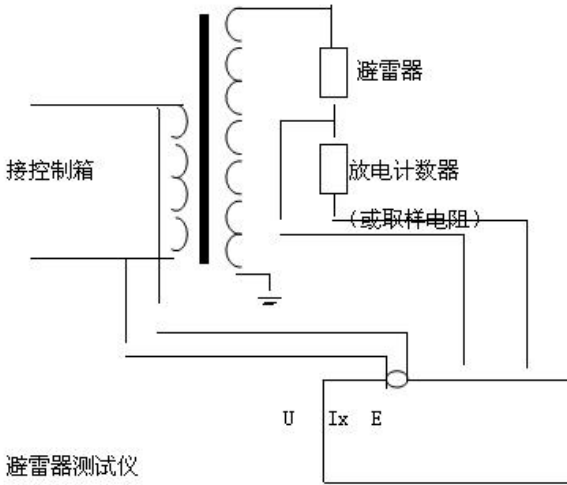 避雷器
接控制箱
放电计数器
（或取样电阻）
U Ix E
避雷器测试仪